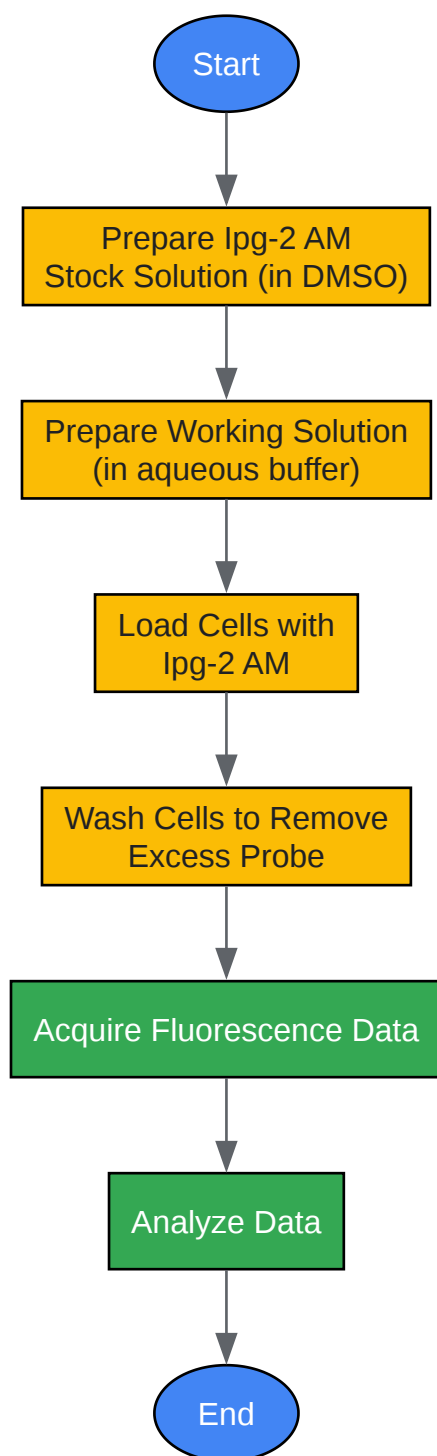 Start
Prepare Ipg-2 AM
Stock Solution (in DMSO)
Prepare Working Solution
(in aqueous buffer)
Load Cells with
Ipg-2 AM
Wash Cells to Remove
Excess Probe
Acquire Fluorescence Data
Analyze Data
End